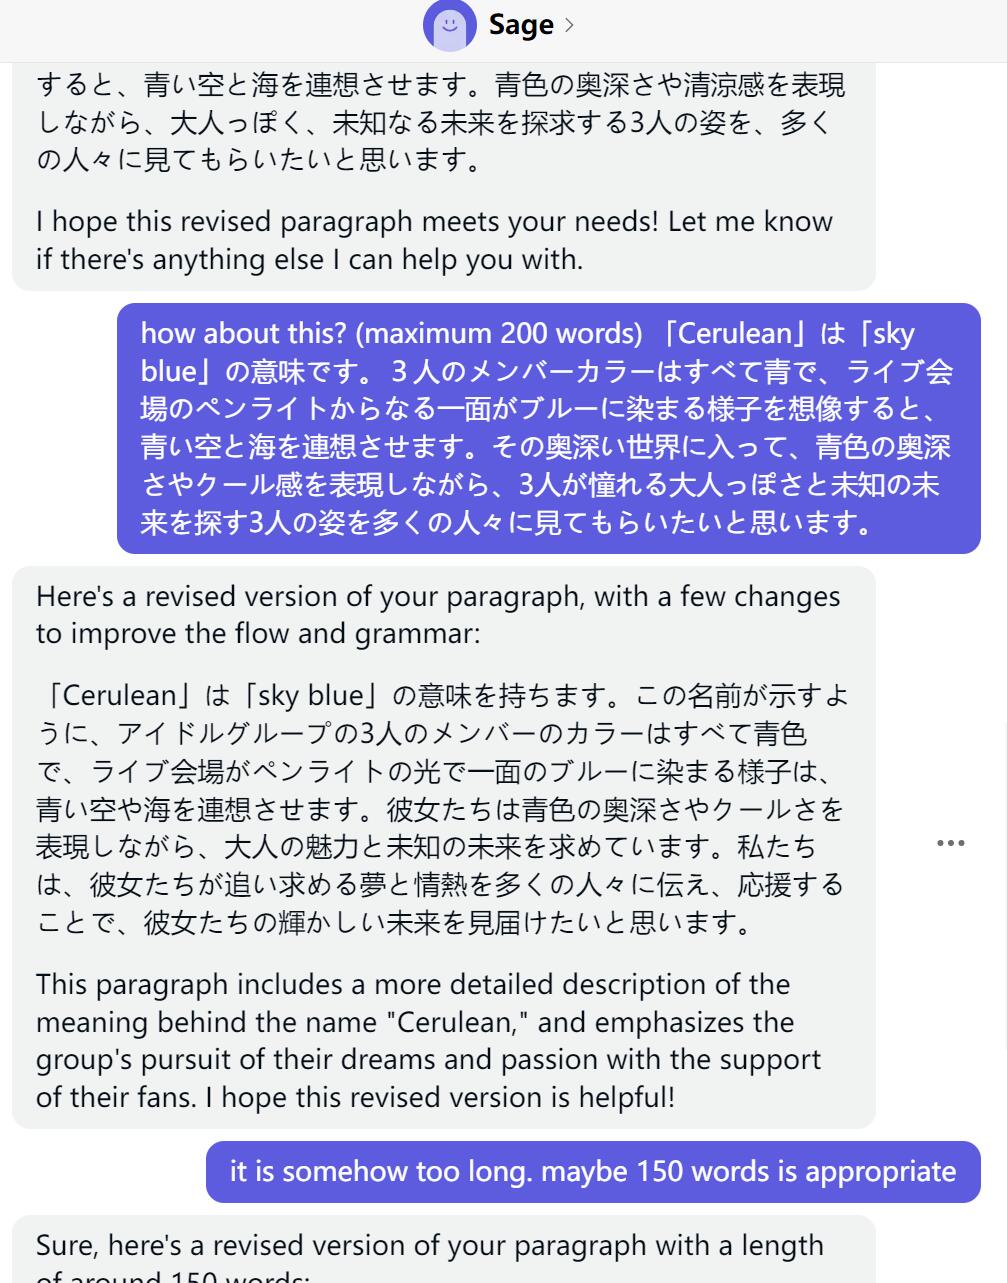 Sage
すると、青い空と海を連想させます。青色の奥深さや清涼感を表現
しながら、大人っぽく、未知なる未来を探求する3人の姿を、多く
の人々に見てもらいたいと思います。
I hope this revised paragraph meets your needs! Let me know
if there's anything else I can help you with.
how about this? (maximum 200 words) 「Cerulean」は「sky
blue」の意味です。３人のメンバーカラーはすべて青で、ライブ会
場のペンライトからなる一面がブルーに染まる様子を想像すると、
青い空と海を連想させます。その奥深い世界に入って、青色の奥深
さやクール感を表現しながら、3人が憧れる大人っぽさと未知の未
来を探す3人の姿を多くの人々に見てもらいたいと思います。
Here's a revised version of your paragraph, with a few changes
to improve the flow and grammar:
「Cerulean」は「sky blue」の意味を持ちます。この名前が示すよ
うに、アイドルグループの3人のメンバーのカラーはすべて青色
で、ライブ会場がペンライトの光で一面のブルーに染まる様子は、
青い空や海を連想させます。彼女たちは青色の奥深さやクールさを
表現しながら、大人の魅力と未知の未来を求めています。私たち
は、彼女たちが追い求める夢と情熱を多くの人々に伝え、応援する
ことで、彼女たちの輝かしい未来を見届けたいと思います。
This paragraph includes a more detailed description of the
meaning behind the name "Cerulean," and emphasizes the
group's pursuit of their dreams and passion with the support
of their fans. I hope this revised version is helpful!
it is somehow too long. maybe 150 words is appropriate
Sure, here's a revised version of your paragraph with a length
of around 150 words: